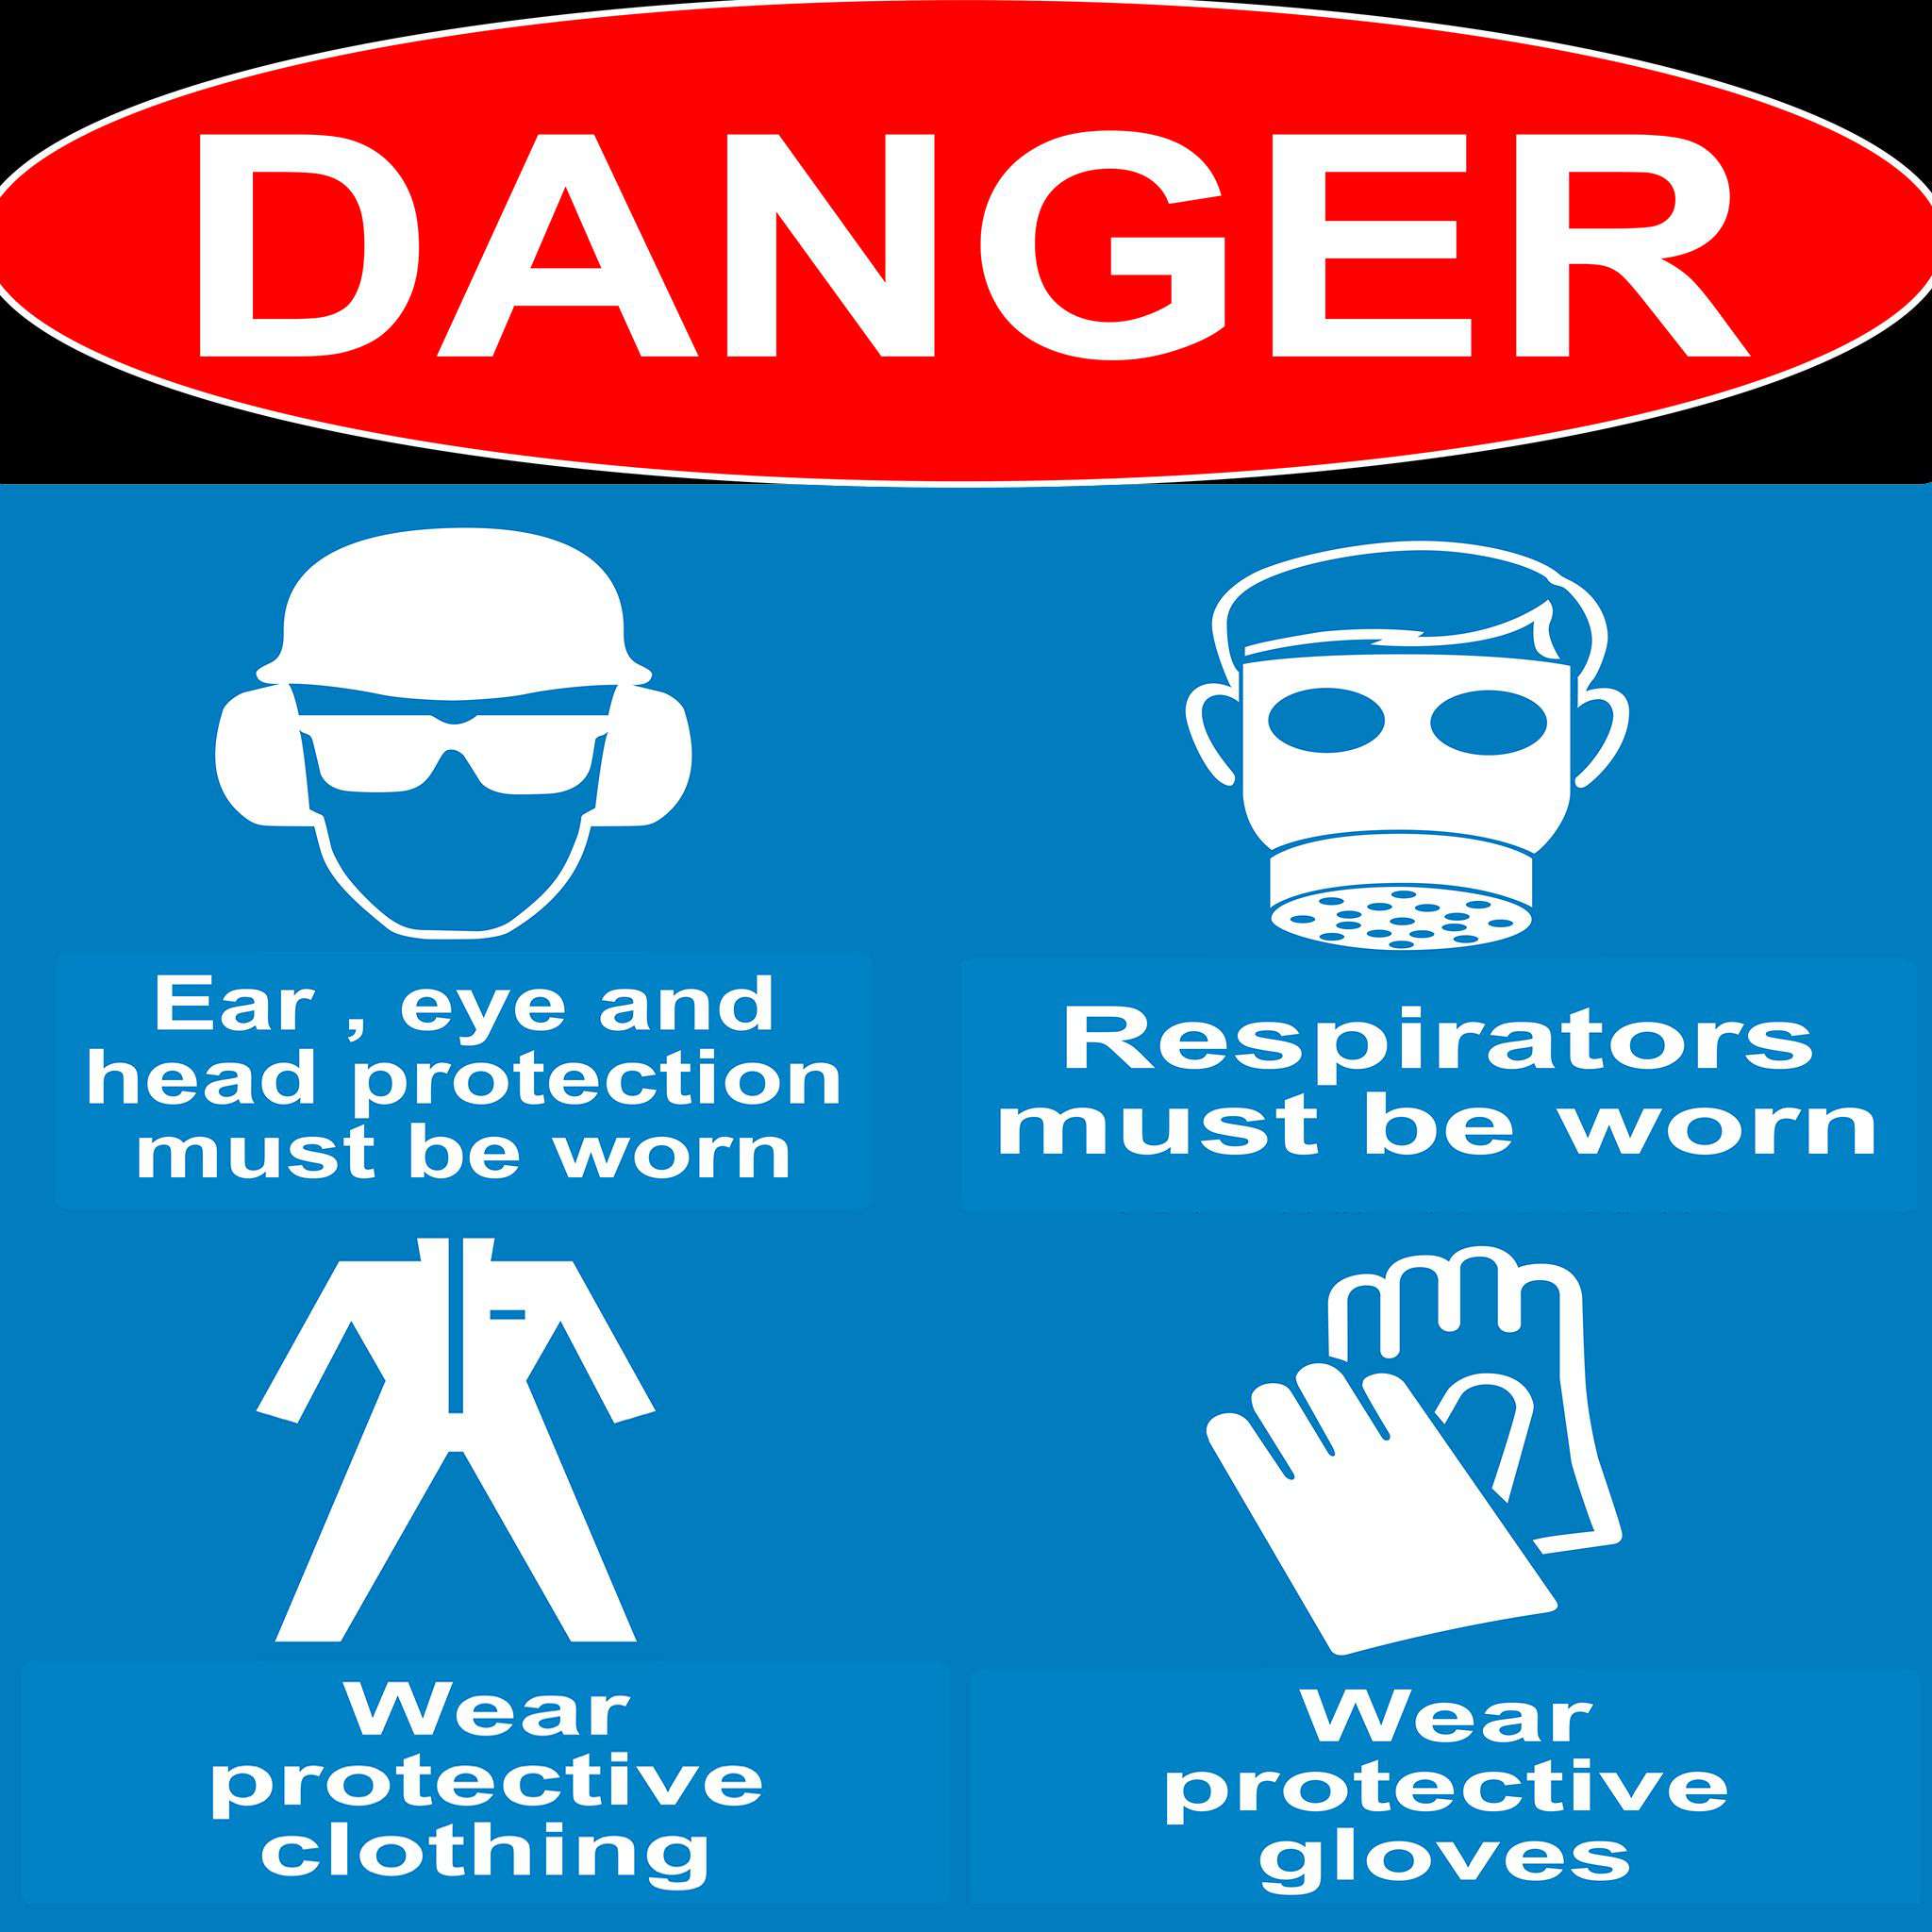 DANGER
Ear , eye and
head protection
must be worn
Respirators
must be worn
Wear
protective
clothing
Wear
protective
gloves